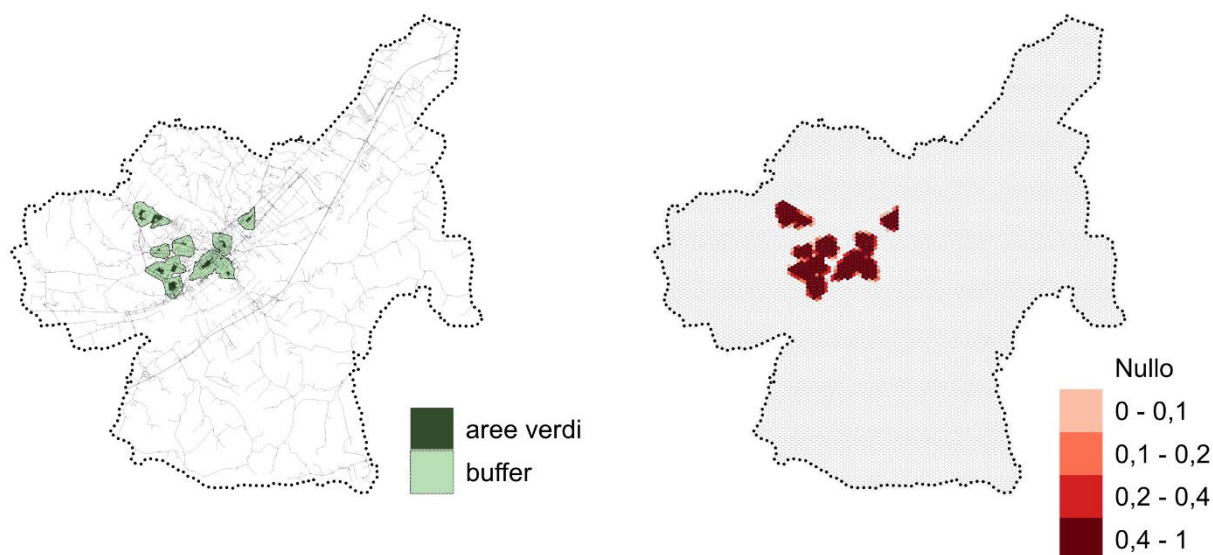 aree verdi
buffer
Nullo
0 - 0,1
0,1 - 0,2
0,2 - 0,4
0,4 - 1